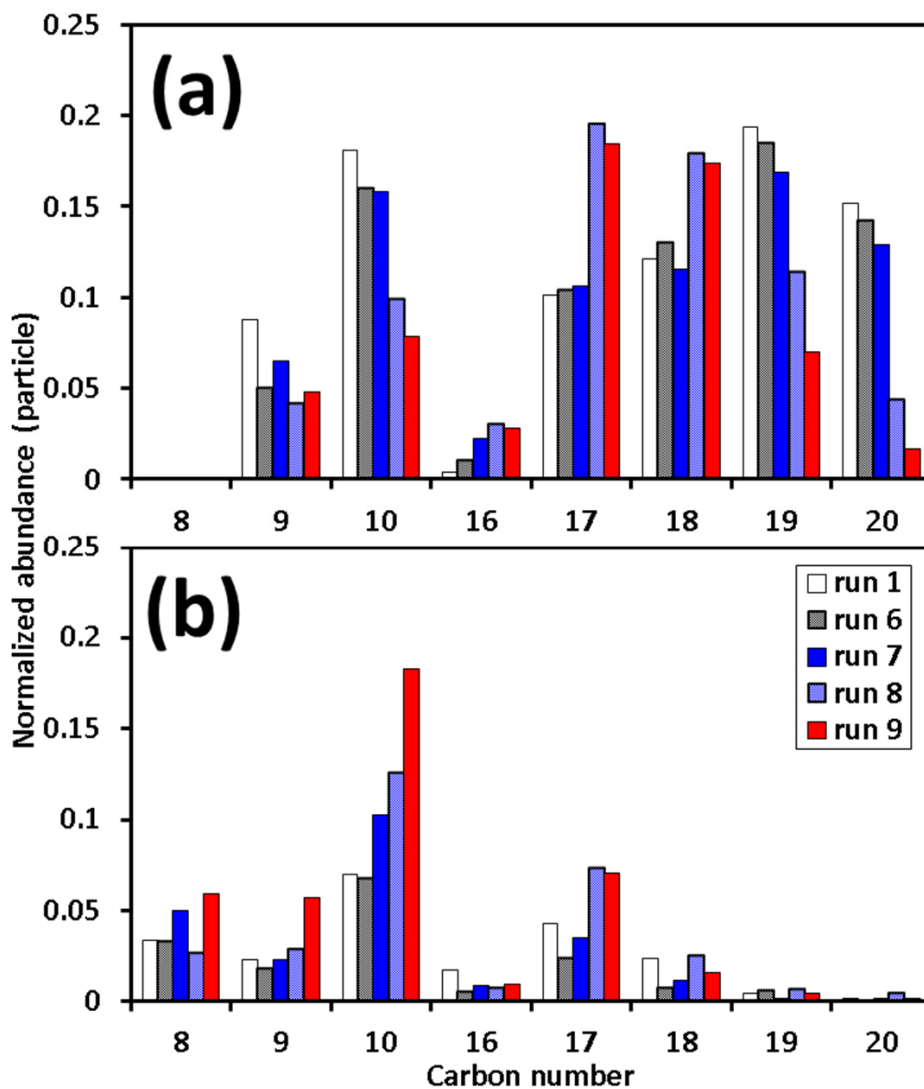 0.25
(a)
0.2
0.15
0.1
0.05
0
8 9 10 16 17 18 19 20
Normalized abundance (particle)
0.25
(b)
0.2
0.15
0.1
0.05
0
run 1
run 6
run 7
run 8
run 9
8 9 10 16 17 18 19 20
Carbon number